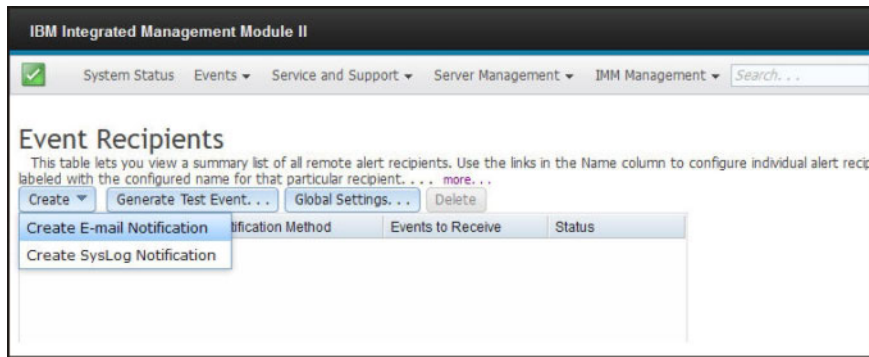 IBM Integrated Management Module II
System Status Events Service and Support Server Management IMM Management Search. . .
Event Recipients
This table lets you view a summary list of all remote alert recipients. Use the links in the Name column to configure individual alert recip
labeled with the configured name for that particular recipient. . . . more. . .
Create Generate Test Event. . . Global Settings. . . Delete
Create E-mail Notification tification Method Events to Receive Status
Create SysLog Notification